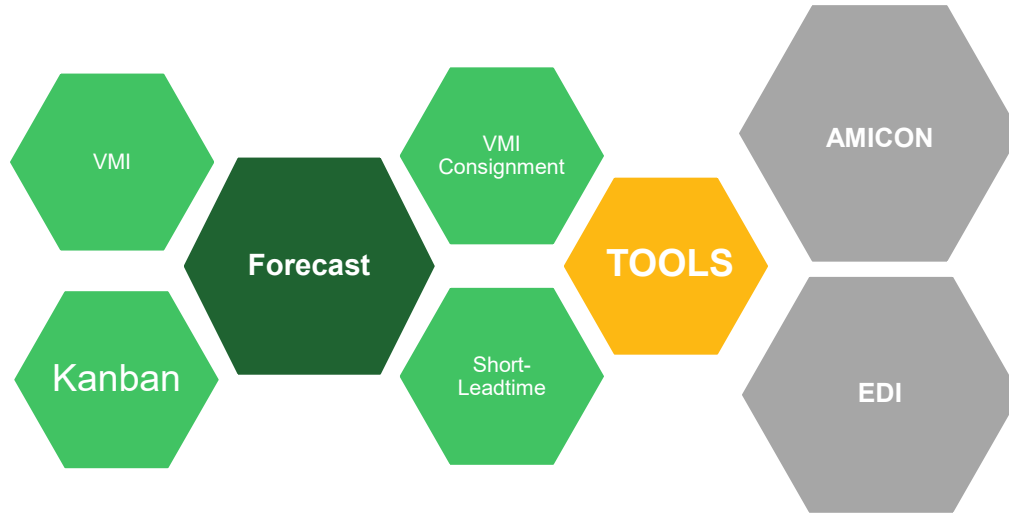 VMI
Kanban
Forecast
VMI
Consignment
Short-
Leadtime
TOOLS
AMICON
EDI